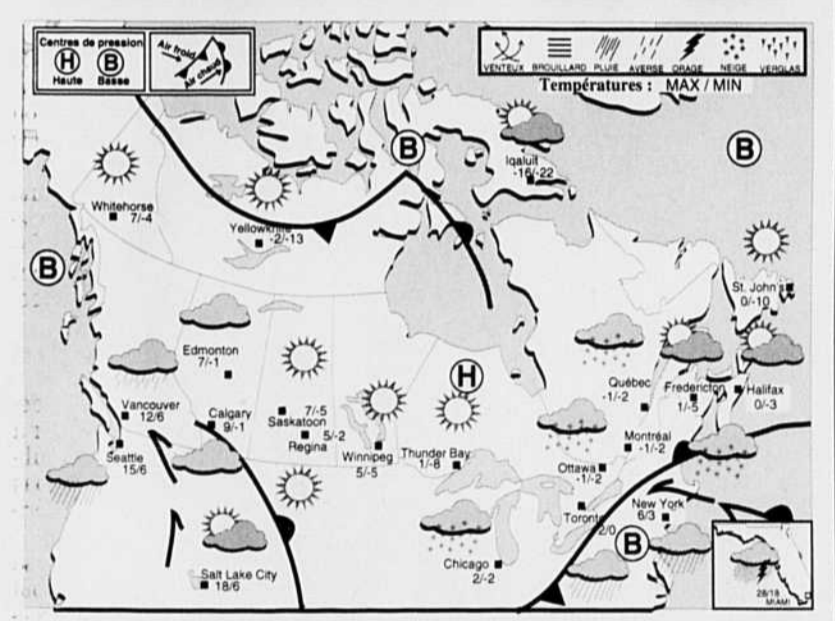 Centres de pression
H B
Haute Basse
Air froid
Air chaud
VENTEUX BROUILLARD PLUIE AVERSE ORAGE NEIGE VERGLAS
Températures : MAX / MIN
B
B
Iqaluit
-16/-22
Whitehorse
7/-4
Yellowknife
-2/-13
B
St. John's
0/-10
Edmonton
7/-1
H
Québec
-1/-2
Fredericton
1/-5
Halifax
0/-3
Vancouver
12/6
Calgary
9/-1
7/-5
Saskatoon
5/-2
Regina
Winnipeg
5/-5
Thunder Bay
1/-8
Montréal
-1/-2
Seattle
15/6
Ottawa
-1/-2
Toronto
2/0
New York
6/3
B
Chicago
2/-2
Salt Lake City
18/6
28/18
MIAMI